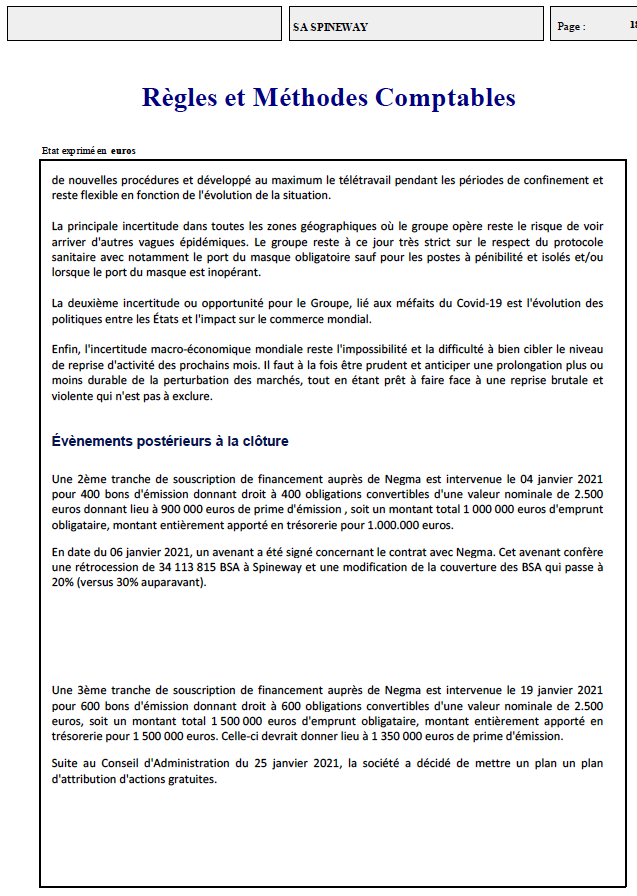 SA SPINEWAY
Page : 18
Règles et Méthodes Comptables
Etat exprimé en euros
de nouvelles procédures et développé au maximum le télétravail pendant les périodes de confinement et
reste flexible en fonction de l'évolution de la situation.
La principale incertitude dans toutes les zones géographiques où le groupe opère reste le risque de voir
arriver d'autres vagues épidémiques. Le groupe reste à ce jour très strict sur le respect du protocole
sanitaire avec notamment le port du masque obligatoire sauf pour les postes à pénibilité et isolés et/ou
lorsque le port du masque est inopérant.
La deuxième incertitude ou opportunité pour le Groupe, lié aux méfaits du Covid-19 est l'évolution des
politiques entre les États et l'impact sur le commerce mondial.
Enfin, l'incertitude macro-économique mondiale reste l'impossibilité et la difficulté à bien cibler le niveau
de reprise d'activité des prochains mois. Il faut à la fois être prudent et anticiper une prolongation plus ou
moins durable de la perturbation des marchés, tout en étant prêt à faire face à une reprise brutale et
violente qui n'est pas à exclure.
Évènements postérieurs à la clôture
Une 2ème tranche de souscription de financement auprès de Negma est intervenue le 04 janvier 2021
pour 400 bons d'émission donnant droit à 400 obligations convertibles d'une valeur nominale de 2.500
euros donnant lieu à 900 000 euros de prime d'émission , soit un montant total 1 000 000 euros d'emprunt
obligataire, montant entièrement apporté en trésorerie pour 1.000.000 euros.
En date du 06 janvier 2021, un avenant a été signé concernant le contrat avec Negma. Cet avenant confère
une rétrocession de 34 113 815 BSA à Spineway et une modification de la couverture des BSA qui passe à
20% (versus 30% auparavant).
Une 3ème tranche de souscription de financement auprès de Negma est intervenue le 19 janvier 2021
pour 600 bons d'émission donnant droit à 600 obligations convertibles d'une valeur nominale de 2.500
euros, soit un montant total 1 500 000 euros d'emprunt obligataire, montant entièrement apporté en
trésorerie pour 1 500 000 euros. Celle-ci devrait donner lieu à 1 350 000 euros de prime d'émission.
Suite au Conseil d'Administration du 25 janvier 2021, la société a décidé de mettre un plan un plan
d'attribution d'actions gratuites.